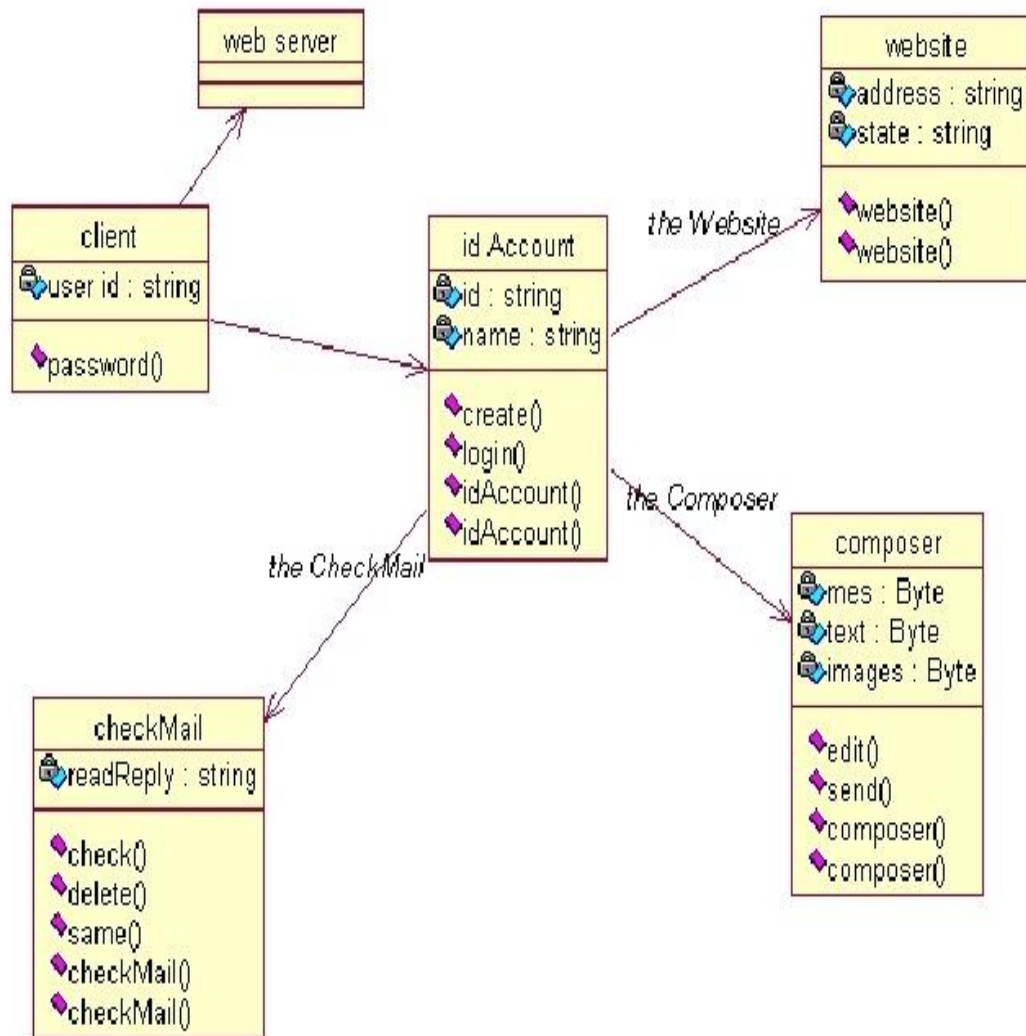 web server
website
address : string
state : string
website()
website()
client
user id : string
password()
id Account
id : string
name : string
create()
login()
idAccount()
idAccount()
the Website
the Composer
the CheckMail
composer
mes : Byte
text : Byte
images : Byte
edit()
send()
composer()
composer()
checkMail
readReply : string
check()
delete()
same()
checkMail()
checkMail()